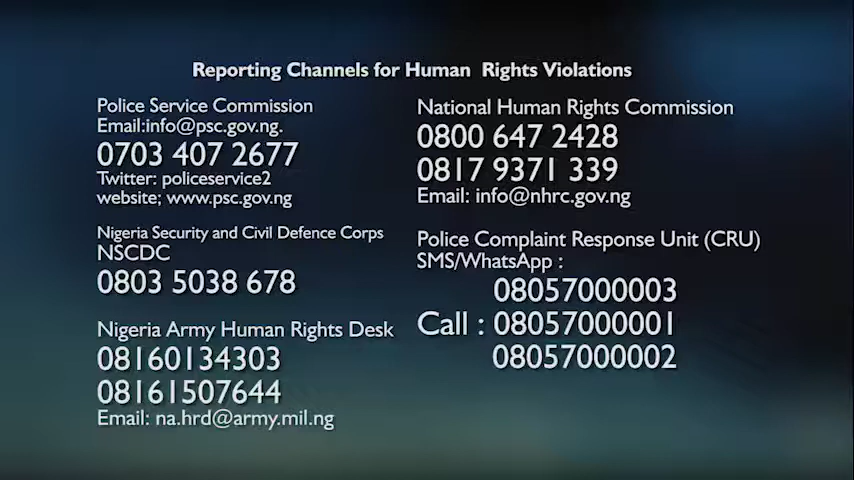 Reporting Channels for Human Rights Violations
Police Service Commission
Email:info@psc.gov.ng.
0703 407 2677
Twitter: policeservice2
website; www.psc.gov.ng
Nigeria Security and Civil Defence Corps
NSCDC
0803 5038 678
Nigeria Army Human Rights Desk
08160134303
08161507644
Email: na.hrd@army.mil.ng
National Human Rights Commission
0800 647 2428
0817 9371 339
Email: info@nhrc.gov.ng
Police Complaint Response Unit (CRU)
SMS/WhatsApp :
08057000003
Call : 08057000001
08057000002